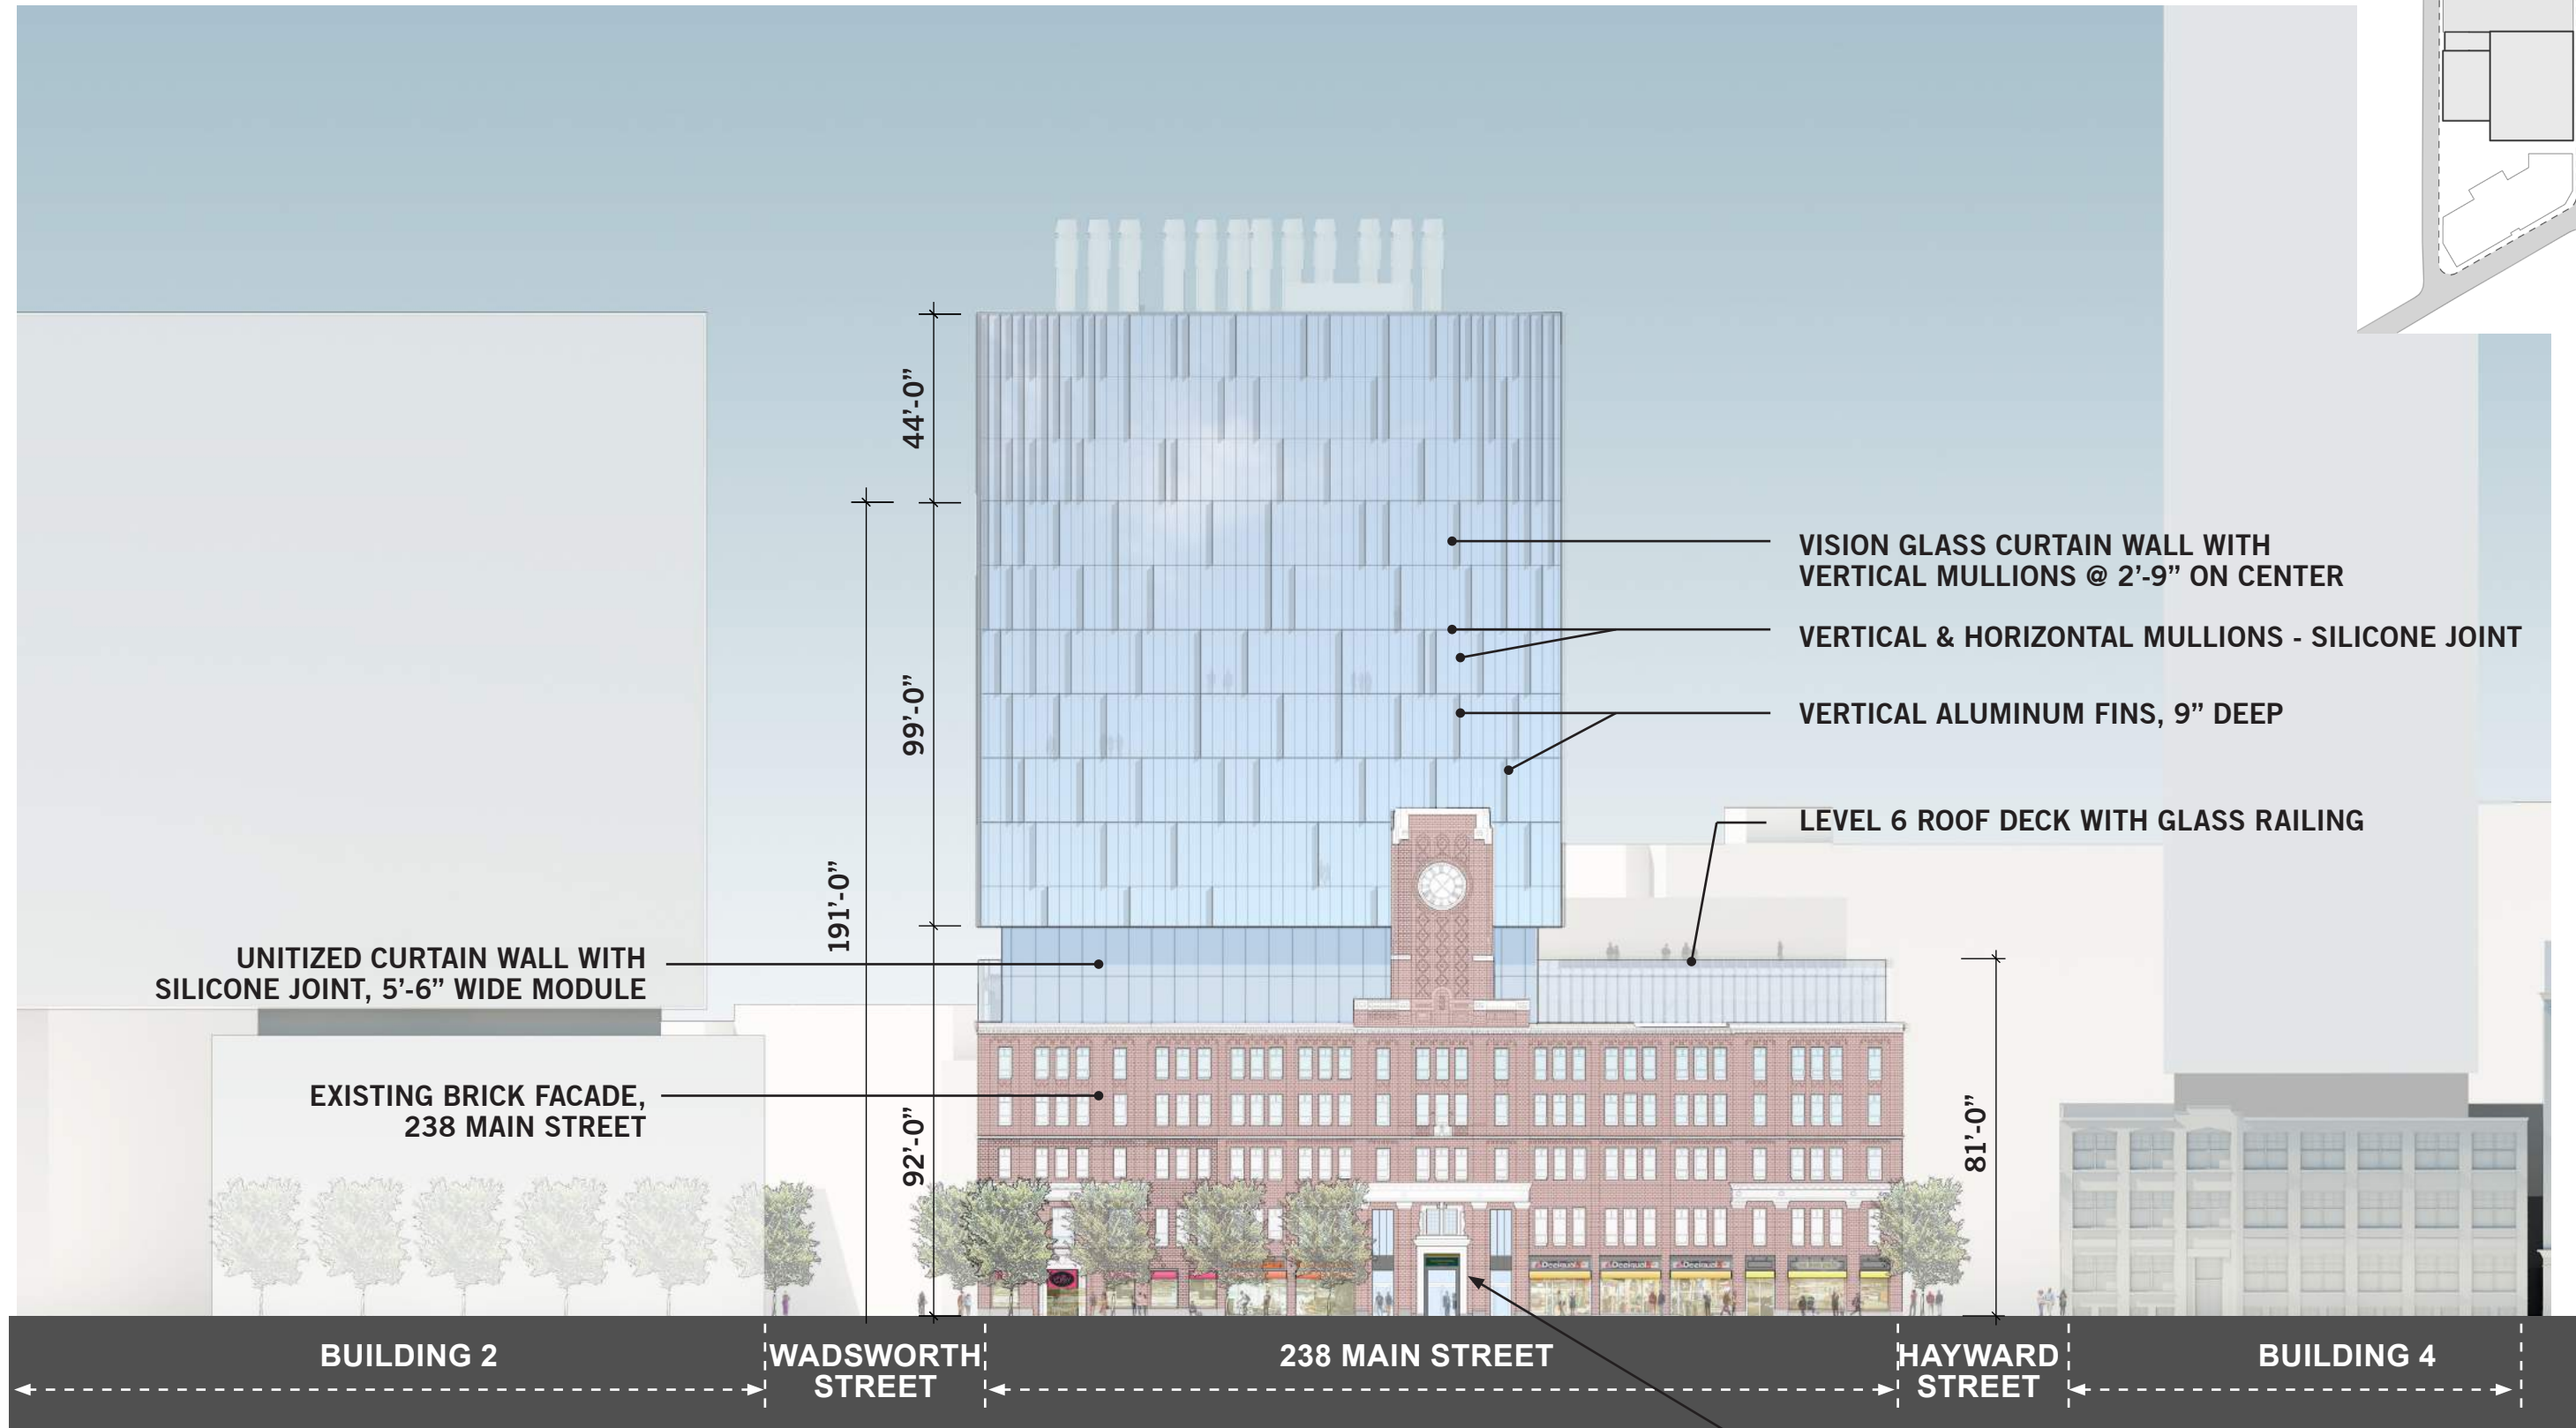 44’-0”
VISION GLASS CURTAIN WALL WITH
VERTICAL MULLIONS @ 2’-9” ON CENTER
VERTICAL & HORIZONTAL MULLIONS - SILICONE JOINT
99’-0”
VERTICAL ALUMINUM FINS, 9” DEEP
LEVEL 6 ROOF DECK WITH GLASS RAILING
191’-0”
UNITIZED CURTAIN WALL WITH
SILICONE JOINT, 5’-6” WIDE MODULE
EXISTING BRICK FACADE,
238 MAIN STREET
92’-0”
81’-0”
BUILDING 2
WADSWORTH
STREET
238 MAIN STREET
HAYWARD
STREET
BUILDING 4